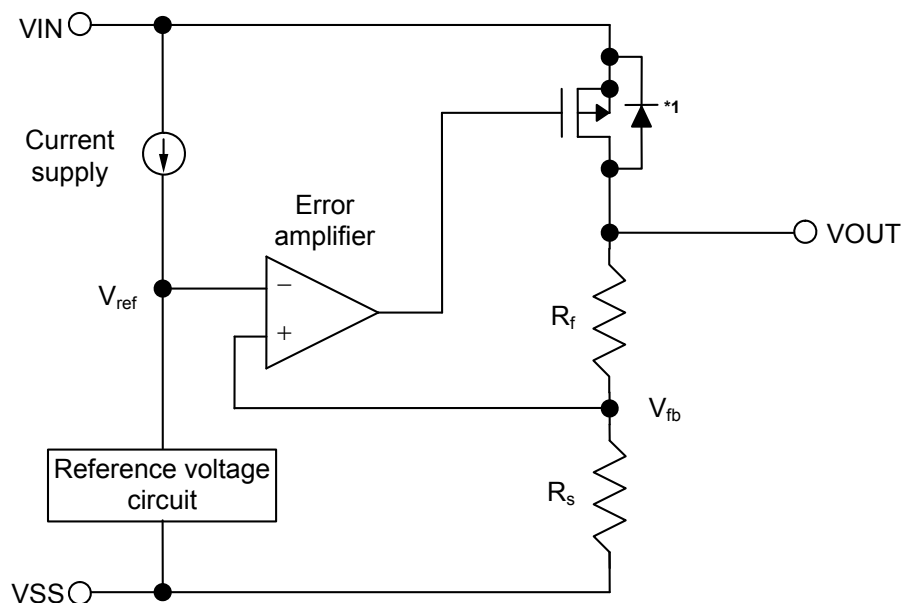 VIN
*1
Current
supply
Error
amplifier
VOUT
Vref
−
+
Rf
Vfb
Reference voltage
circuit
Rs
VSS